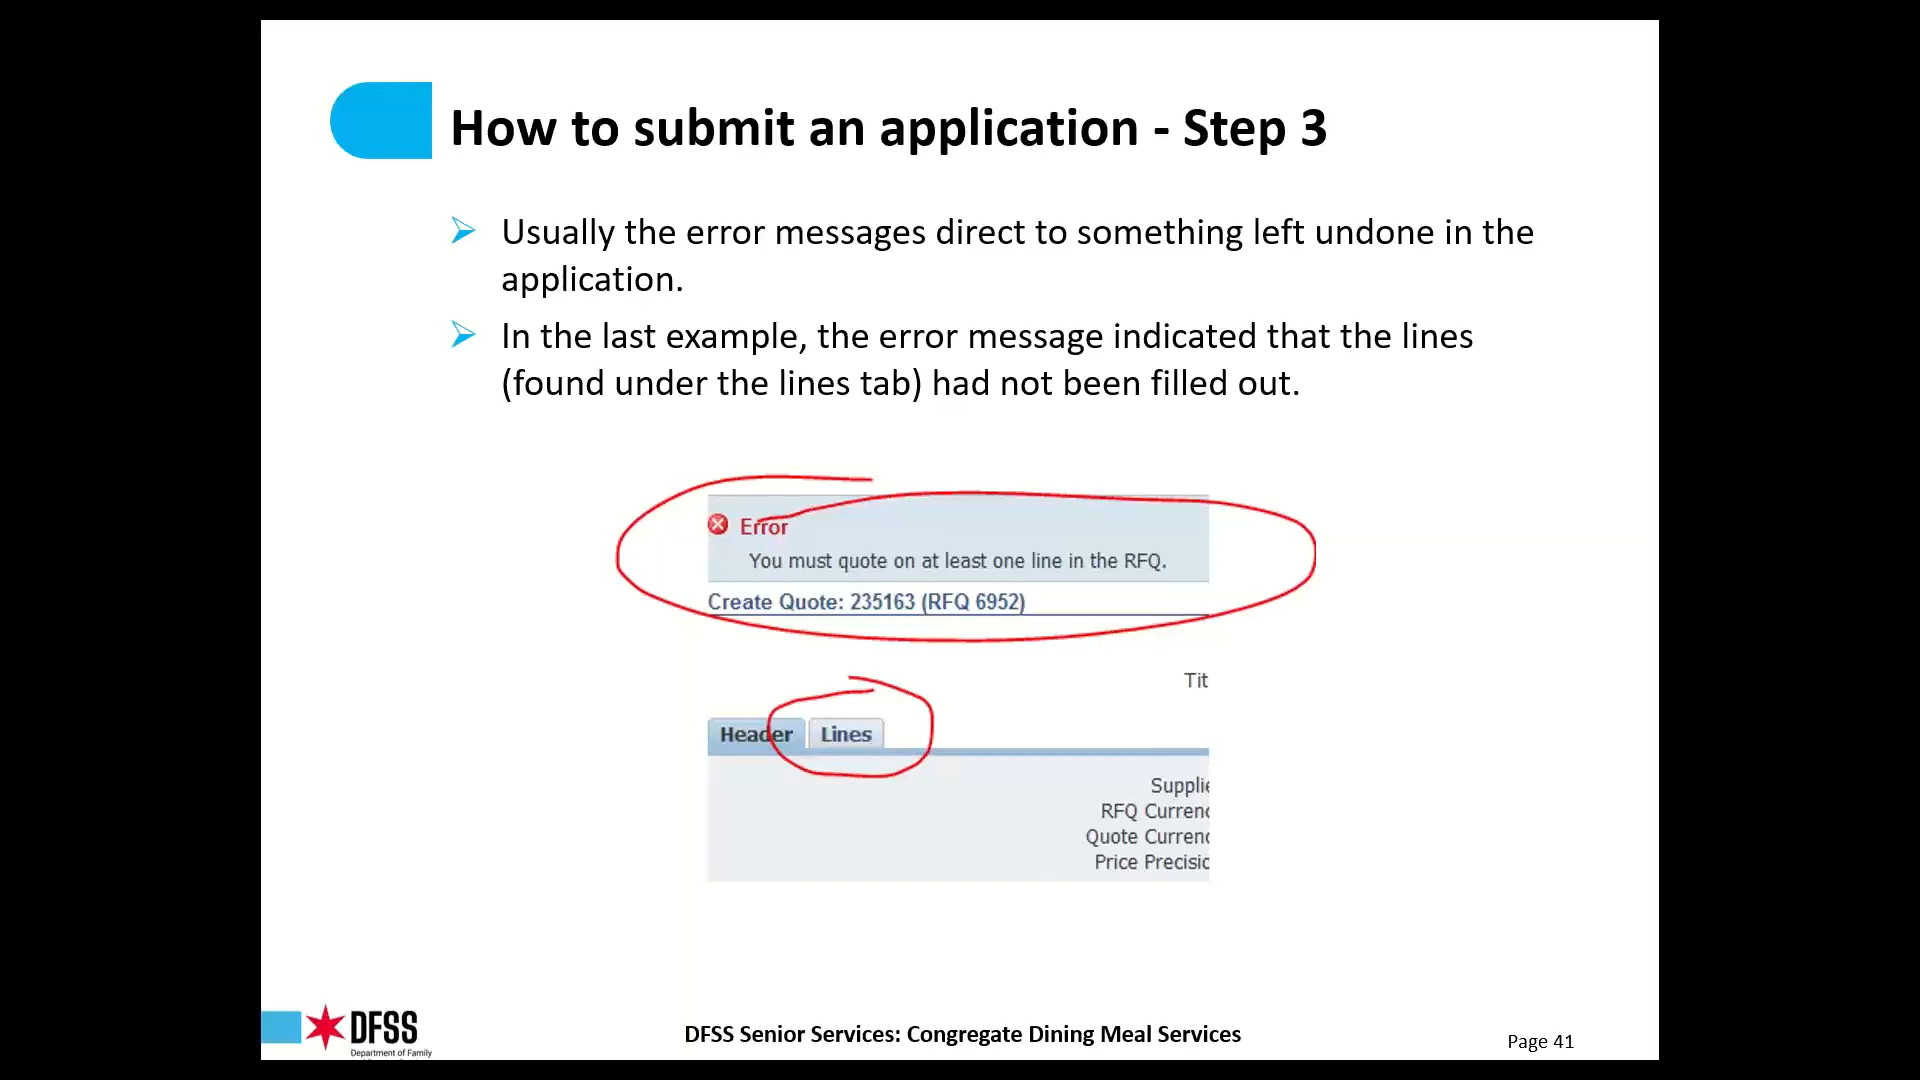 How to submit an application - Step 3
Usually the error messages direct to something left undone in the
application.
In the last example, the error message indicated that the lines
(found under the lines tab) had not been filled out.
Error
You must quote on at least one line in the RFQ.
Create Quote: 235163 (RFQ 6952)
Tit
Header Lines
Supplie
RFQ Currenc
Quote Currenc
Price Precisio
DFSS
Department of Family
DFSS Senior Services: Congregate Dining Meal Services
Page 41